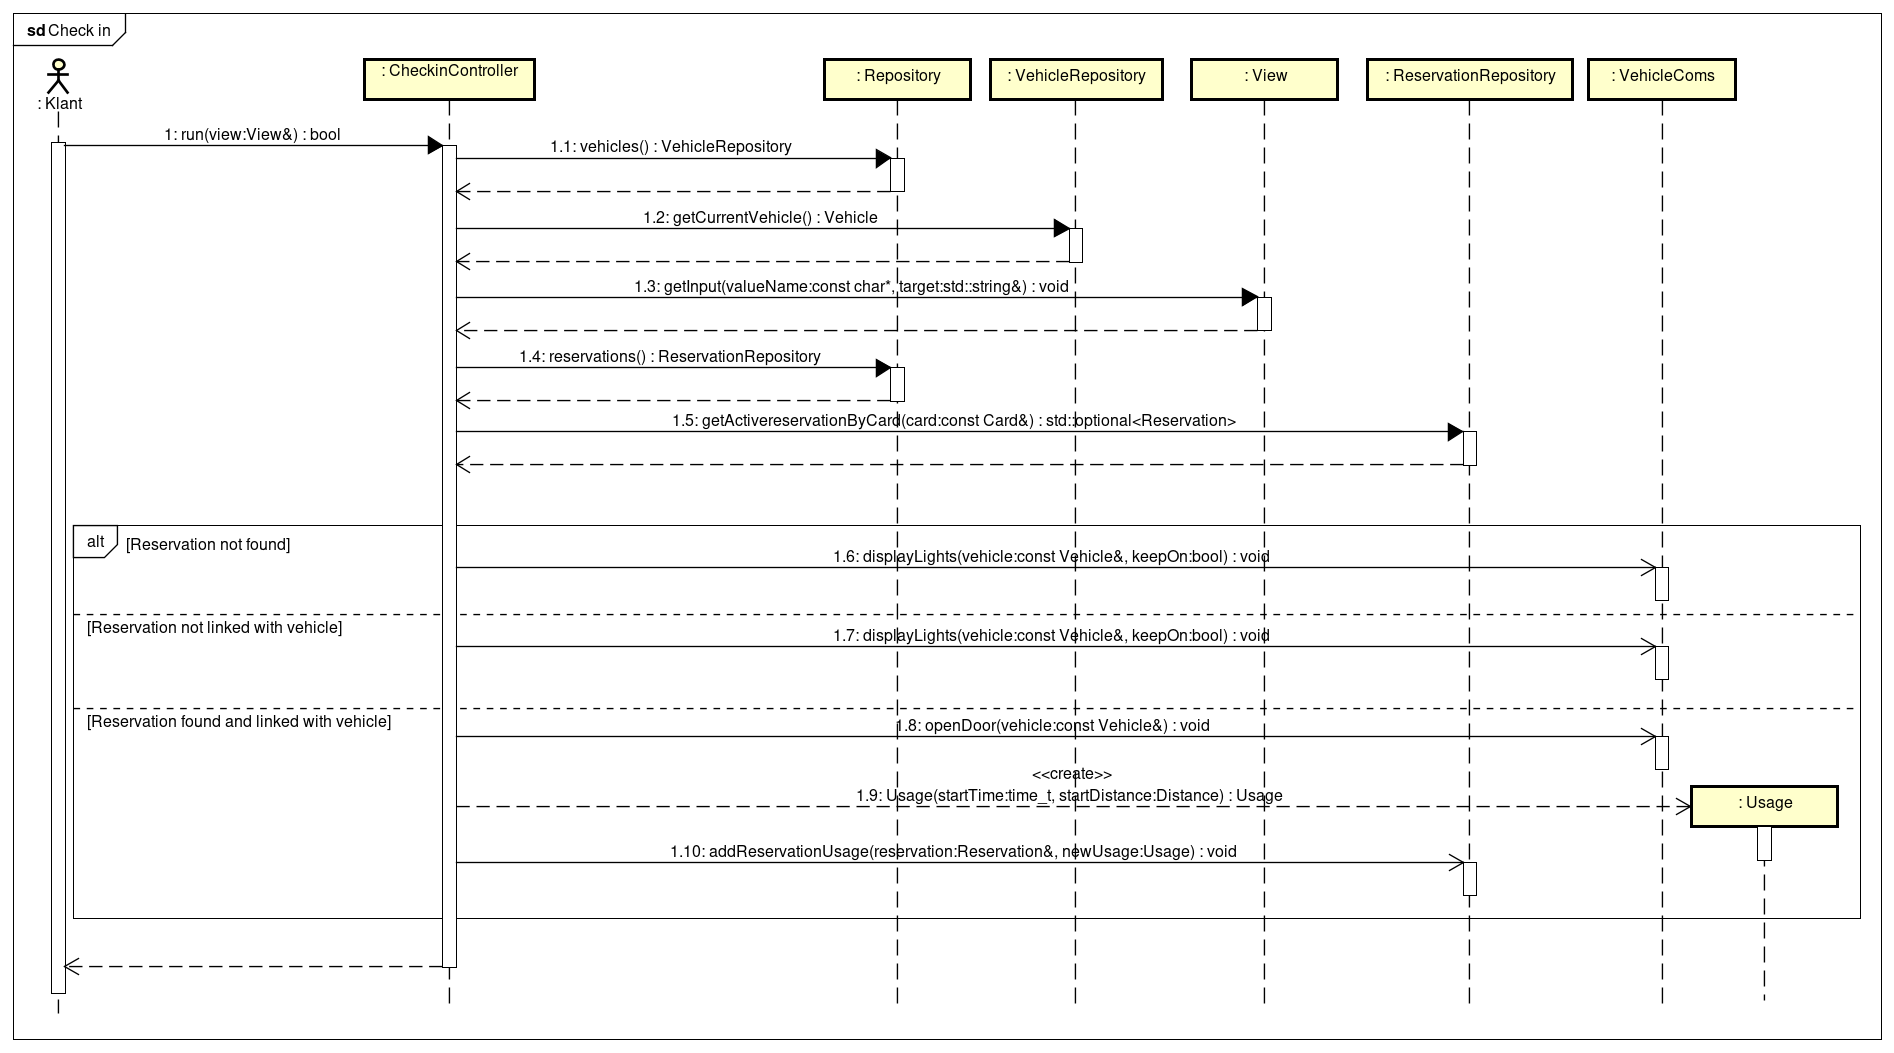 sd Check in
: Klant
: CheckinController
: Repository
: VehicleRepository
: View
: ReservationRepository
: VehicleComs
1: run(view:View&) : bool
1.1: vehicles() : VehicleRepository
1.2: getCurrentVehicle() : Vehicle
1.3: getInput(valueName:const char*, target:std::string&) : void
1.4: reservations() : ReservationRepository
1.5: getActivereservationByCard(card:const Card&) : std::optional<Reservation>
alt
[Reservation not found]
1.6: displayLights(vehicle:const Vehicle&, keepOn:bool) : void
[Reservation not linked with vehicle]
1.7: displayLights(vehicle:const Vehicle&, keepOn:bool) : void
[Reservation found and linked with vehicle]
1.8: openDoor(vehicle:const Vehicle&) : void
<<create>>
1.9: Usage(startTime:time_t, startDistance:Distance) : Usage
: Usage
1.10: addReservationUsage(reservation:Reservation&, newUsage:Usage) : void